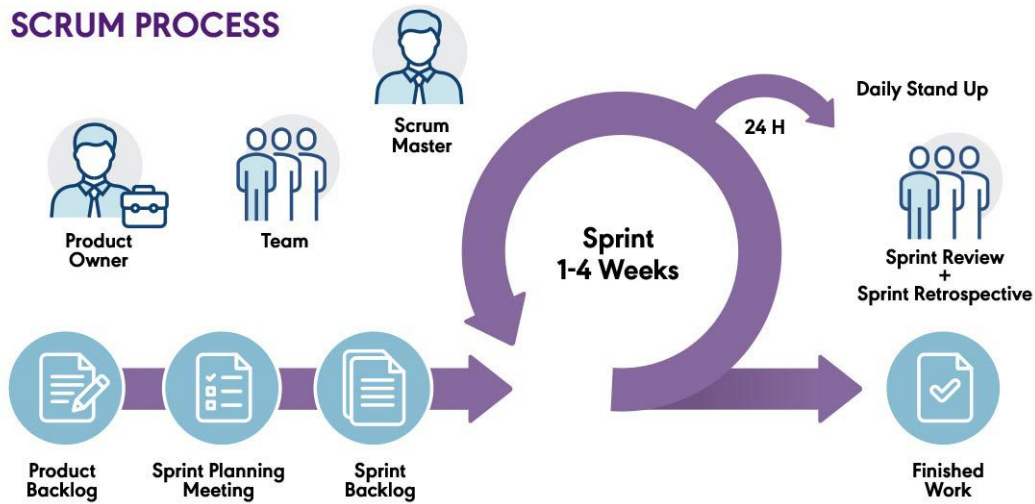 SCRUM PROCESS
Scrum
Master
Daily Stand Up
24 H
Product
Owner
Team
Sprint
1-4 Weeks
Sprint Review
+
Sprint Retrospective
Product
Backlog
Sprint Planning
Meeting
Sprint
Backlog
Finished
Work